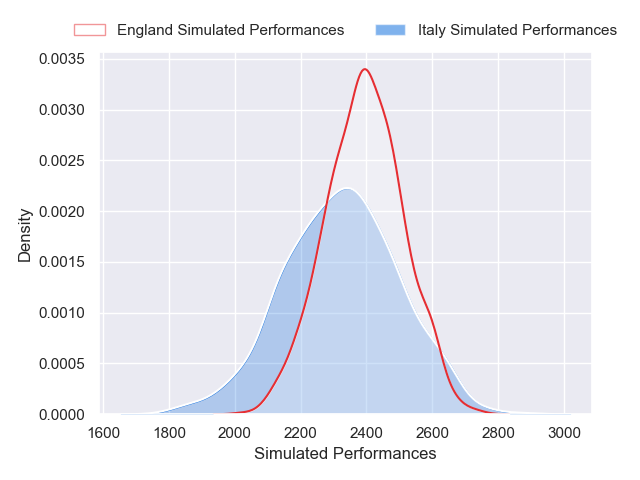 England Simulated Performances Italy Simulated Performances
0.0035
0.0030
0.0025
0.0020
0.0015
0.0010
0.0005
0.0000
Density
1600 1800 2000 2200 2400 2600 2800 3000
Simulated Performances